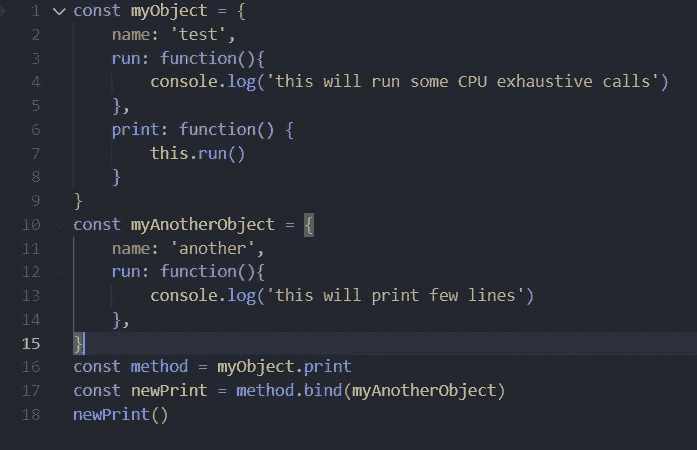 1 const myObject = {
2 name: 'test',
3 run: function(){
4 console.log('this will run some CPU exhaustive calls')
5 },
6 print: function() {
7 this.run()
8 }
9 }
10 const myAnotherObject = {
11 name: 'another',
12 run: function(){
13 console.log('this will print few lines')
14 },
15 }
16 const method = myObject.print
17 const newPrint = method.bind(myAnotherObject)
18 newPrint()